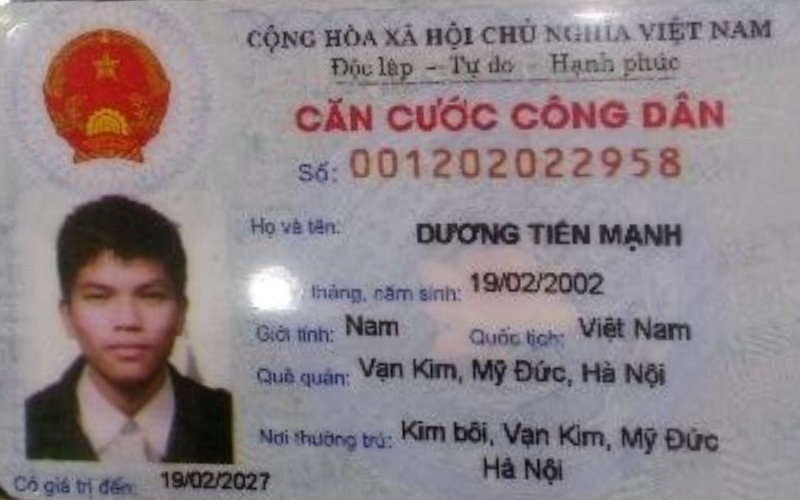 CỘNG HÒA XÃ HỘI CHỦ NGHĨA VIỆT NAM
Độc lập - Tự do - Hạnh phúc
CĂN CƯỚC CÔNG DÂN
Số: 001202022958
Họ và tên: DƯƠNG TIẾN MẠNH
tháng, năm sinh: 19/02/2002
Giới tính: Nam Quốc tịch: Việt Nam
Quê quán: Vạn Kim, Mỹ Đức, Hà Nội
Nơi thường trú: Kim bôi, Vạn Kim, Mỹ Đức
Hà Nội
Có giá trị đến: 19/02/2027